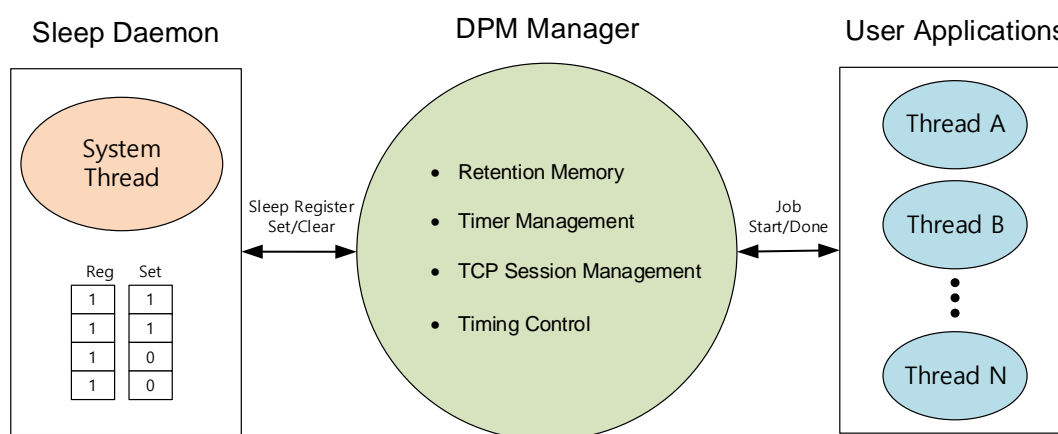 Sleep Daemon
DPM Manager
User Applications
System
Thread
Reg Set
1 1
1 1
1 0
1 0
Sleep Register
Set/Clear
• Retention Memory
• Timer Management
• TCP Session Management
• Timing Control
Job
Start/Done
Thread A
Thread B
Thread N